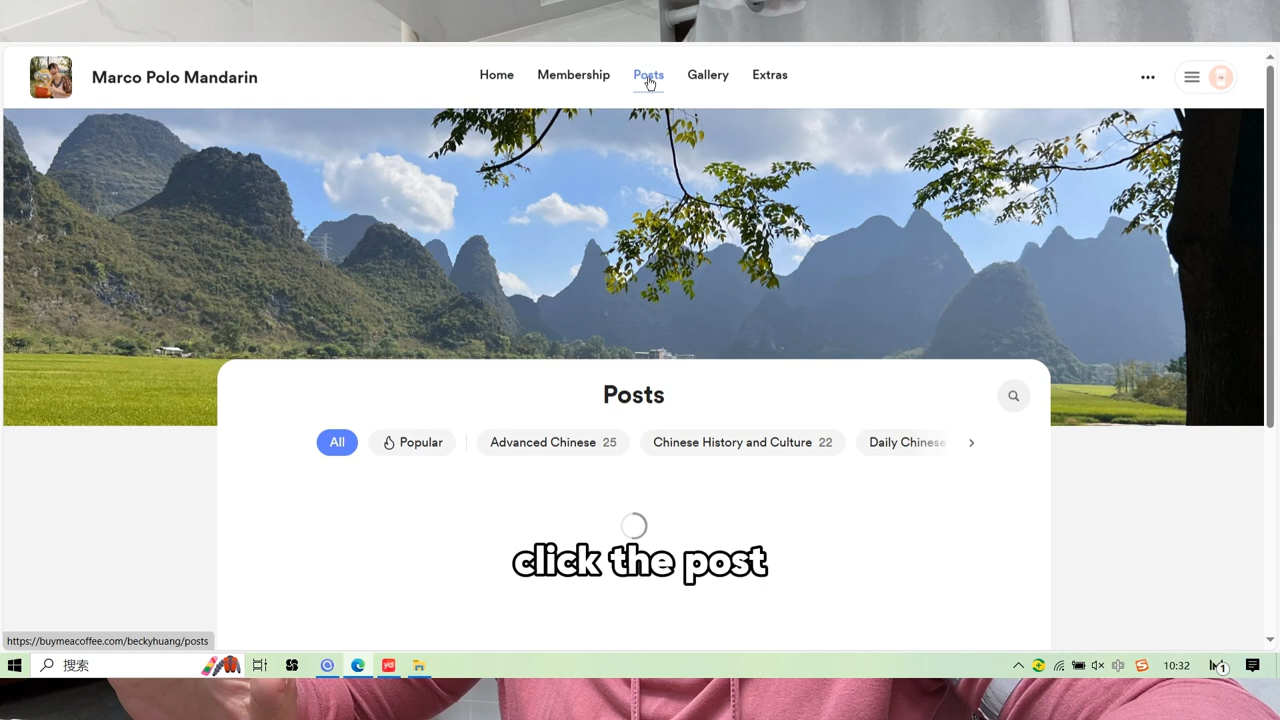 Marco Polo Mandarin
Home Membership Posts Gallery Extras
Posts
All Popular Advanced Chinese 25 Chinese History and Culture 22 Daily Chinese
click the post
https://buymeacoffee.com/beckyhuang/posts
搜索
10:32
1